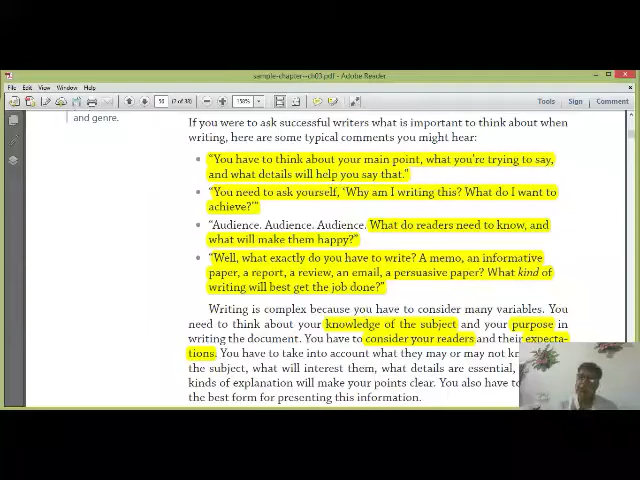 sample-chapter--ch03.pdf - Adobe Reader
File Edit View Window Help
56 (7 of 38) 158% Tools Sign Comment
and genre.
If you were to ask successful writers what is important to think about when
writing, here are some typical comments you might hear:
• “You have to think about your main point, what you’re trying to say,
and what details will help you say that.”
• “You need to ask yourself, ‘Why am I writing this? What do I want to
achieve?’”
• “Audience. Audience. Audience. What do readers need to know, and
what will make them happy?”
• “Well, what exactly do you have to write? A memo, an informative
paper, a report, a review, an email, a persuasive paper? What kind of
writing will best get the job done?”
Writing is complex because you have to consider many variables. You
need to think about your knowledge of the subject and your purpose in
writing the document. You have to consider your readers and their expecta-
tions. You have to take into account what they may or may not
the subject, what will interest them, what details are essential,
kinds of explanation will make your points clear. You also have to
the best form for presenting this information.